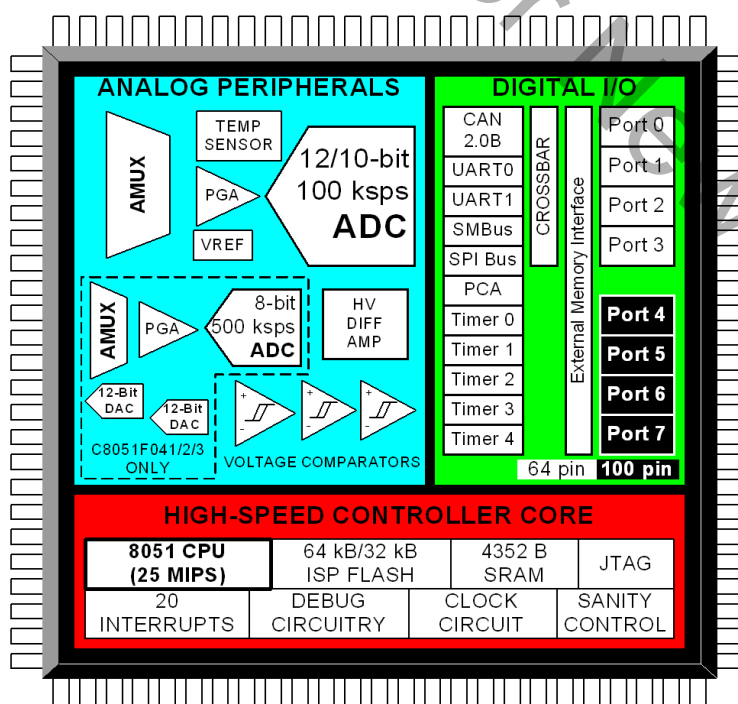 ANALOG PERIPHERALS
AMUX
TEMP
SENSOR
PGA
VREF
12/10-bit
100 ksps
ADC
AMUX
PGA
8-bit
500 ksps
ADC
HV
DIFF
AMP
12-Bit
DAC
12-Bit
DAC
C8051F041/2/3
ONLY
+
-
+
-
+
-
VOLTAGE COMPARATORS
DIGITAL I/O
CAN
2.0B
UART0
UART1
SMBus
SPI Bus
PCA
Timer 0
Timer 1
Timer 2
Timer 3
Timer 4
CROSSBAR
External Memory Interface
Port 0
Port 1
Port 2
Port 3
Port 4
Port 5
Port 6
Port 7
64 pin 100 pin
HIGH-SPEED CONTROLLER CORE
8051 CPU
(25 MIPS)
64 kB/32 kB
ISP FLASH
4352 B
SRAM
JTAG
20
INTERRUPTS
DEBUG
CIRCUITRY
CLOCK
CIRCUIT
SANITY
CONTROL